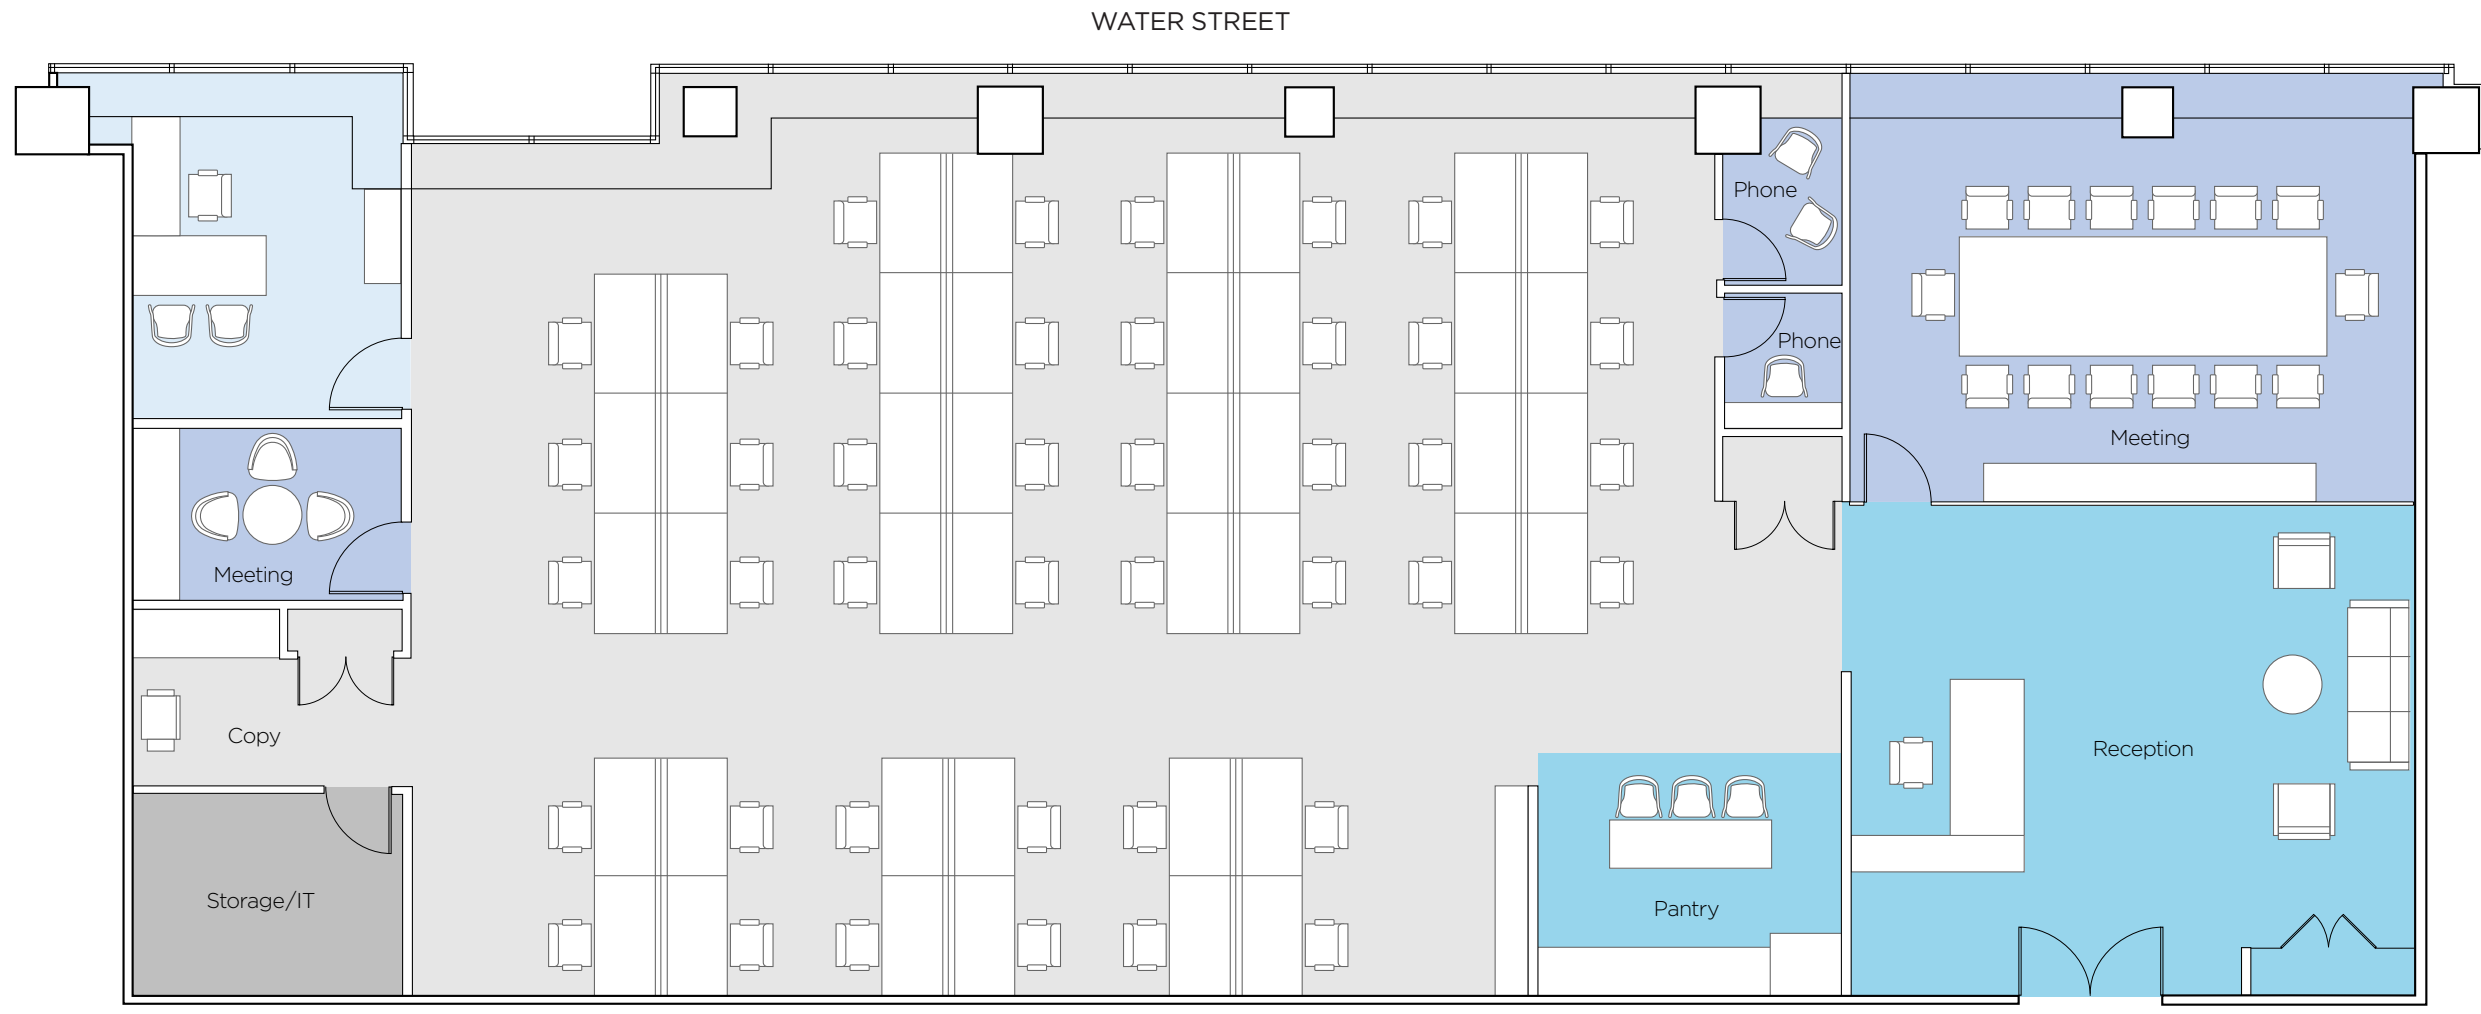 WATER STREET
Phone
Phone
Meeting
Meeting
Copy
Reception
Storage/IT
Pantry